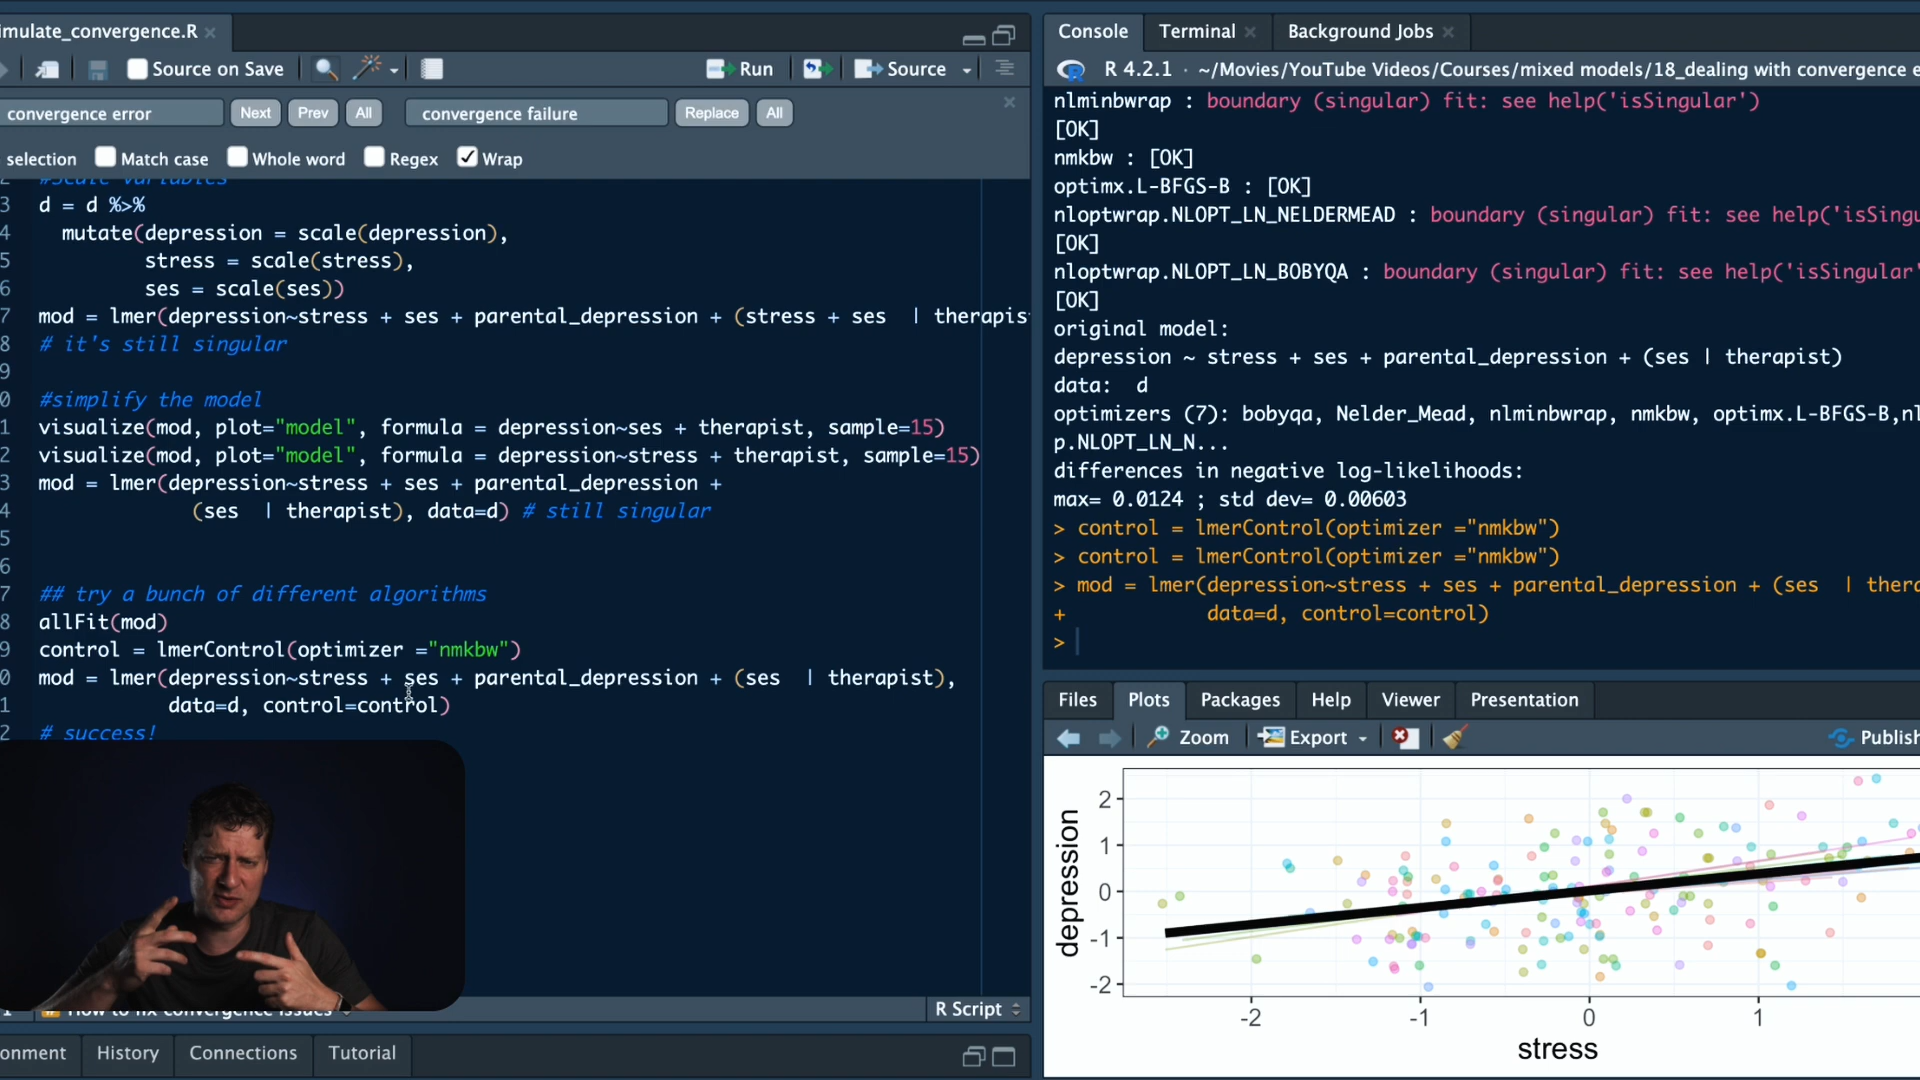 imulate_convergence.R
Source on Save
Run
Source
convergence error
Next
Prev
All
convergence failure
Replace
All
selection
Match case
Whole word
Regex
Wrap
#Scale variables
3 d = d %>%
4 mutate(depression = scale(depression),
5 stress = scale(stress),
6 ses = scale(ses))
7 mod = lmer(depression~stress + ses + parental_depression + (stress + ses | therapis
8 # it's still singular
9
0 #simplify the model
1 visualize(mod, plot="model", formula = depression~ses + therapist, sample=15)
2 visualize(mod, plot="model", formula = depression~stress + therapist, sample=15)
3 mod = lmer(depression~stress + ses + parental_depression +
4 (ses | therapist), data=d) # still singular
5
6
7 ## try a bunch of different algorithms
8 allFit(mod)
9 control = lmerControl(optimizer ="nmkbw")
0 mod = lmer(depression~stress + ses + parental_depression + (ses | therapist),
1 data=d, control=control)
2 # success!
How to fix convergence issues
R Script
onment
History
Connections
Tutorial
Console
Terminal
Background Jobs
R 4.2.1 · ~/Movies/YouTube Videos/Courses/mixed models/18_dealing with convergence e
nlminbwrap : boundary (singular) fit: see help('isSingular')
[OK]
nmkbw : [OK]
optimx.L-BFGS-B : [OK]
nloptwrap.NLOPT_LN_NELDERMEAD : boundary (singular) fit: see help('isSingu
[OK]
nloptwrap.NLOPT_LN_BOBYQA : boundary (singular) fit: see help('isSingular'
[OK]
original model:
depression ~ stress + ses + parental_depression + (ses | therapist)
data: d
optimizers (7): bobyqa, Nelder_Mead, nlminbwrap, nmkbw, optimx.L-BFGS-B,nl
p.NLOPT_LN_N...
differences in negative log-likelihoods:
max= 0.0124 ; std dev= 0.00603
> control = lmerControl(optimizer ="nmkbw")
> control = lmerControl(optimizer ="nmkbw")
> mod = lmer(depression~stress + ses + parental_depression + (ses | thera
+ data=d, control=control)
>
Files
Plots
Packages
Help
Viewer
Presentation
Zoom
Export
Publish
depression
2
1
0
-1
-2
-2
-1
0
1
stress